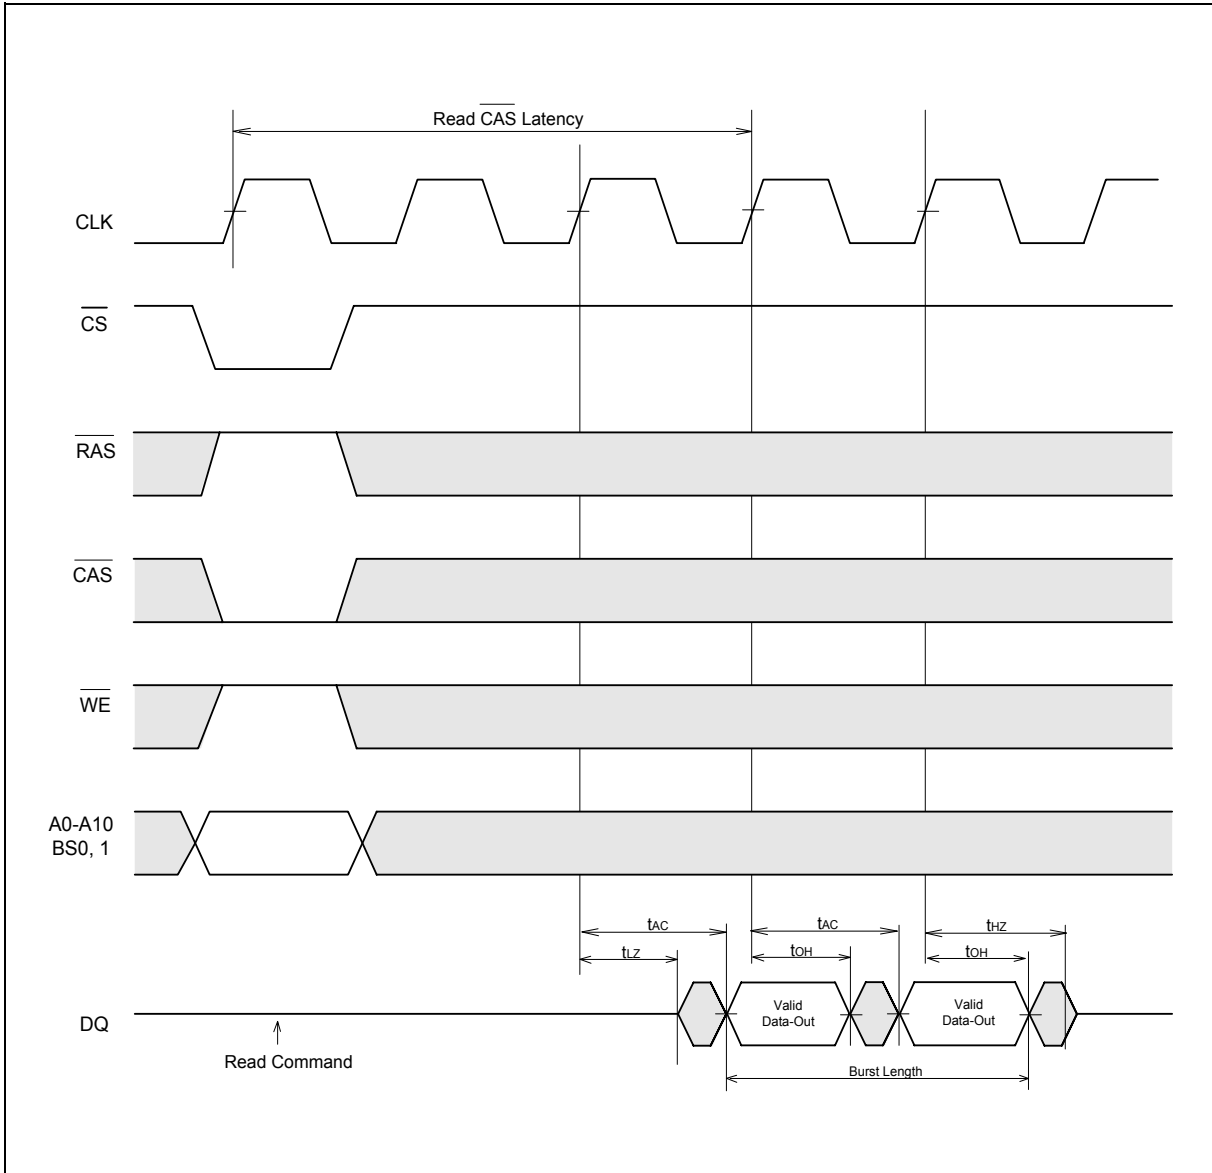 Read CAS Latency
CLK
CS
RAS
CAS
WE
A0-A10
BS0, 1
tAC
tAC
tHZ
tLZ
tOH
tOH
DQ
Valid
Data-Out
Valid
Data-Out
Read Command
Burst Length